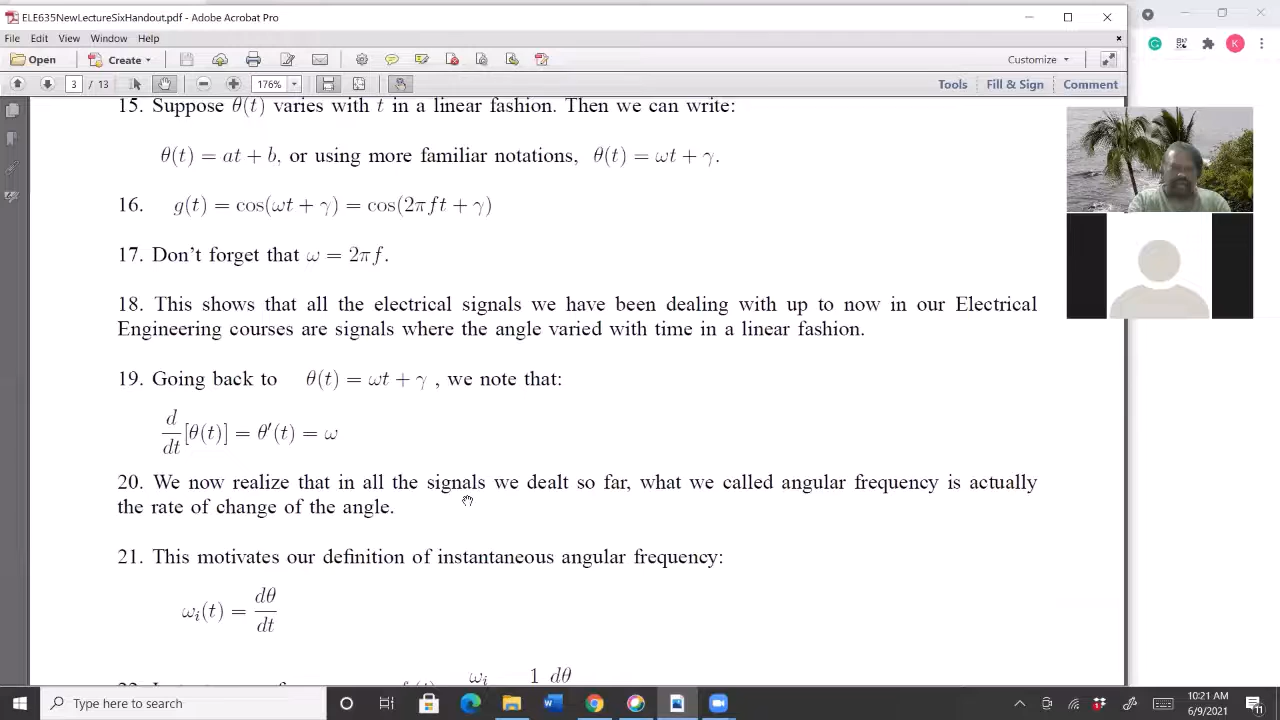 ELE635NewLectureSixHandout.pdf - Adobe Acrobat Pro
File Edit View Window Help
Open Create Customize
3 / 13 176% Tools Fill & Sign Comment
15. Suppose θ(t) varies with t in a linear fashion. Then we can write:
θ(t) = at + b, or using more familiar notations, θ(t) = ωt + γ.
16. g(t) = cos(ωt + γ) = cos(2πft + γ)
17. Don't forget that ω = 2πf.
18. This shows that all the electrical signals we have been dealing with up to now in our Electrical
Engineering courses are signals where the angle varied with time in a linear fashion.
19. Going back to θ(t) = ωt + γ , we note that:
d/dt [θ(t)] = θ′(t) = ω
20. We now realize that in all the signals we dealt so far, what we called angular frequency is actually
the rate of change of the angle.
21. This motivates our definition of instantaneous angular frequency:
ωᵢ(t) = dθ/dt
ωᵢ 1 dθ
K
Type here to search
10:21 AM
6/9/2021
11